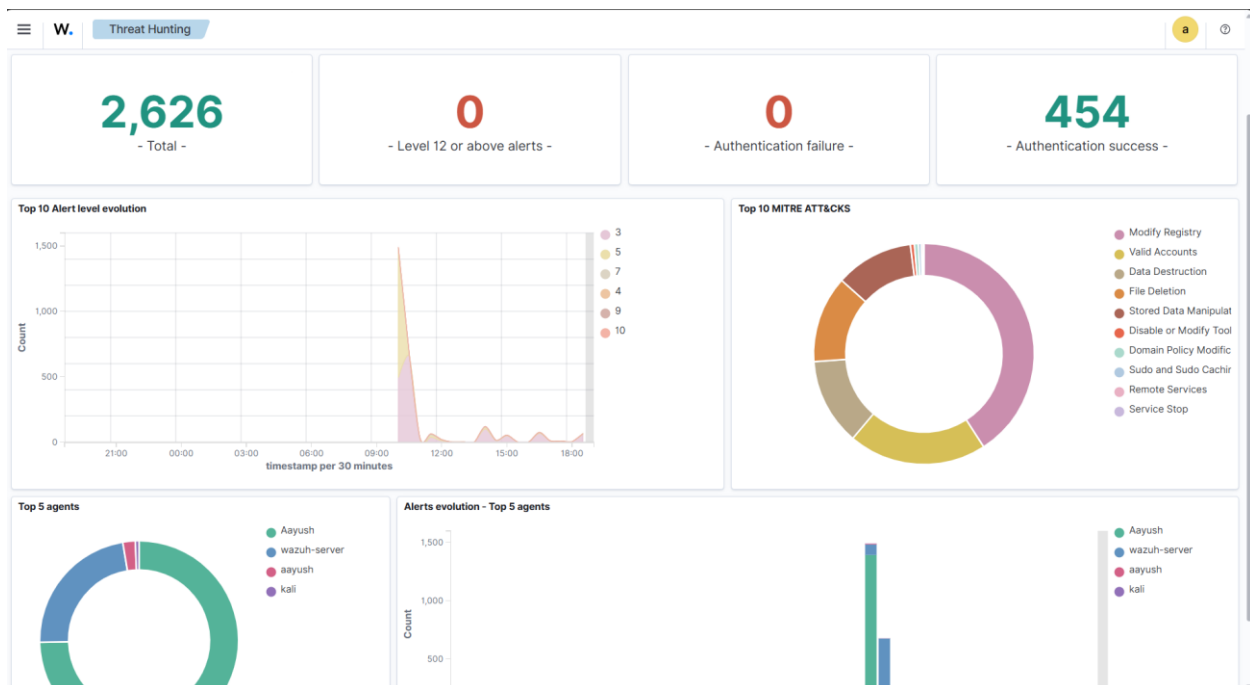 W. Threat Hunting a
2,626
- Total -
0
- Level 12 or above alerts -
0
- Authentication failure -
454
- Authentication success -
Top 10 Alert level evolution
1,500
1,000
500
0
Count
21:00 00:00 03:00 06:00 09:00 12:00 15:00 18:00
timestamp per 30 minutes
3
5
7
4
9
10
Top 10 MITRE ATT&CKS
Modify Registry
Valid Accounts
Data Destruction
File Deletion
Stored Data Manipulat
Disable or Modify Tool
Domain Policy Modific
Sudo and Sudo Cachir
Remote Services
Service Stop
Top 5 agents
Aayush
wazuh-server
aayush
kali
Alerts evolution - Top 5 agents
1,500
1,000
500
Count
Aayush
wazuh-server
aayush
kali